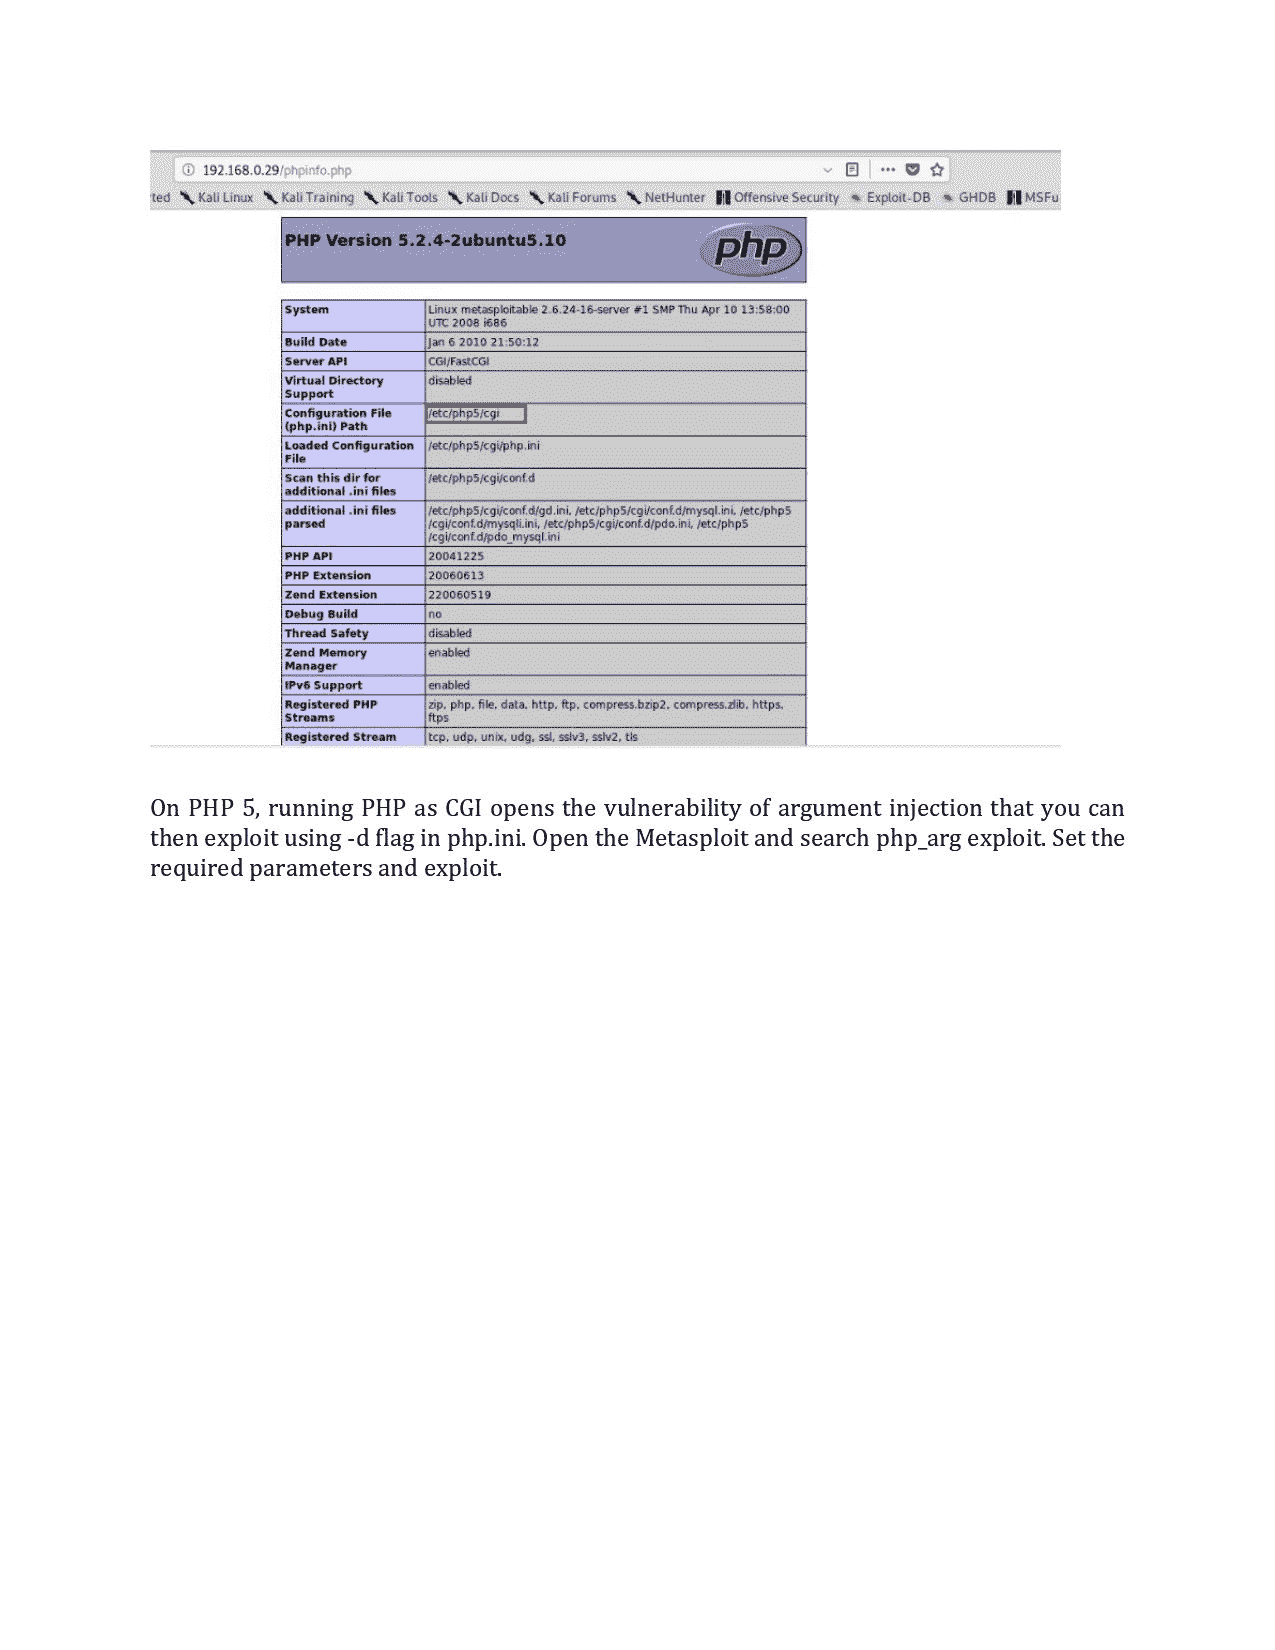 192.168.0.29/phpinfo.php
ted Kali Linux Kali Training Kali Tools Kali Docs Kali Forums NetHunter Offensive Security Exploit-DB GHDB MSFu
PHP Version 5.2.4-2ubuntu5.10
php
System Linux metasploitable 2.6.24-16-server #1 SMP Thu Apr 10 13:58:00
UTC 2008 i686
Build Date Jan 6 2010 21:50:12
Server API CGI/FastCGI
Virtual Directory disabled
Support
Configuration File /etc/php5/cgi
(php.ini) Path
Loaded Configuration /etc/php5/cgi/php.ini
File
Scan this dir for /etc/php5/cgi/conf.d
additional .ini files
additional .ini files /etc/php5/cgi/conf.d/gd.ini, /etc/php5/cgi/conf.d/mysql.ini, /etc/php5
parsed /cgi/conf.d/mysqli.ini, /etc/php5/cgi/conf.d/pdo.ini, /etc/php5
/cgi/conf.d/pdo_mysql.ini
PHP API 20041225
PHP Extension 20060613
Zend Extension 220060519
Debug Build no
Thread Safety disabled
Zend Memory enabled
Manager
IPv6 Support enabled
Registered PHP zip, php, file, data, http, ftp, compress.bzip2, compress.zlib, https,
Streams ftps
Registered Stream tcp, udp, unix, udg, ssl, sslv3, sslv2, tls
On PHP 5, running PHP as CGI opens the vulnerability of argument injection that you can
then exploit using -d flag in php.ini. Open the Metasploit and search php_arg exploit. Set the
required parameters and exploit.